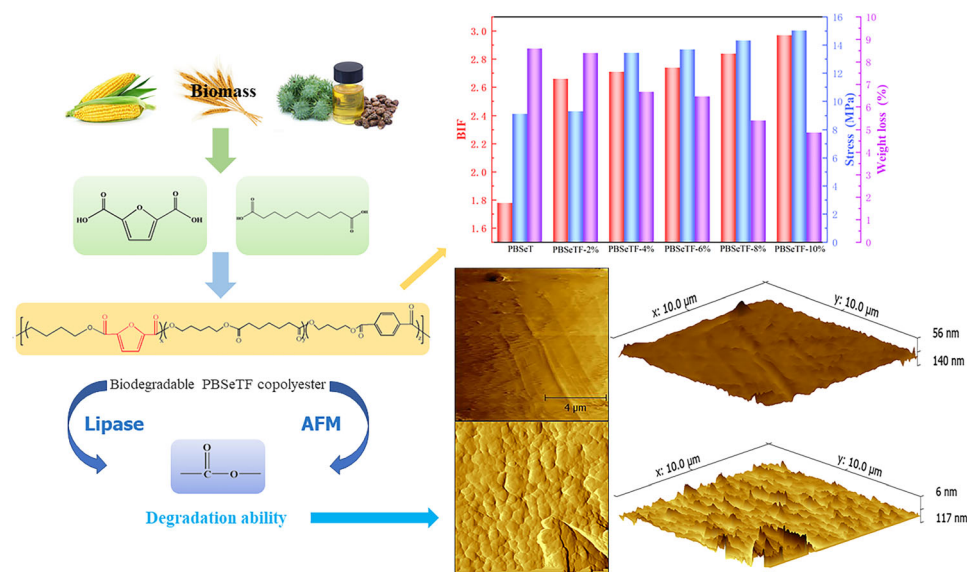 Biomass
O
O
HO
O
OH
O
HO
OH
O
Biodegradable PBSeTF copolyester
Lipase
AFM
O
C
O
Degradation ability
BIF
3.0
2.8
2.6
2.4
2.2
2.0
1.8
1.6
PBSeT
PBSeTF-2%
PBSeTF-4%
PBSeTF-6%
PBSeTF-8%
PBSeTF-10%
16
14
12
10
8
6
4
2
0
Stress (MPa)
10
9
8
7
6
5
4
3
2
1
0
Weight loss (%)
4 μm
x: 10.0 μm
y: 10.0 μm
56 nm
140 nm
x: 10.0 μm
y: 10.0 μm
6 nm
117 nm